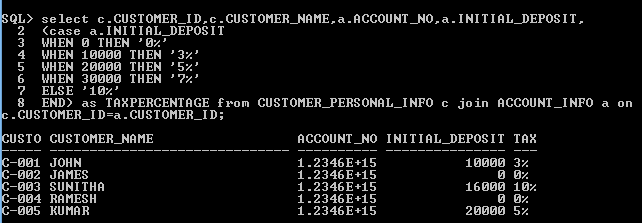 SQL> select c.CUSTOMER_ID,c.CUSTOMER_NAME,a.ACCOUNT_NO,a.INITIAL_DEPOSIT,
2 (case a.INITIAL_DEPOSIT
3 WHEN 0 THEN '0%'
4 WHEN 10000 THEN '3%'
5 WHEN 20000 THEN '5%'
6 WHEN 30000 THEN '7%'
7 ELSE '10%'
8 END) as TAXPERCENTAGE from CUSTOMER_PERSONAL_INFO c join ACCOUNT_INFO a on
c.CUSTOMER_ID=a.CUSTOMER_ID;
CUSTO CUSTOMER_NAME ACCOUNT_NO INITIAL_DEPOSIT TAX
C-001 JOHN 1.2346E+15 10000 3%
C-002 JAMES 1.2346E+15 0 0%
C-003 SUNITHA 1.2346E+15 16000 10%
C-004 RAMESH 1.2346E+15 0 0%
C-005 KUMAR 1.2346E+15 20000 5%